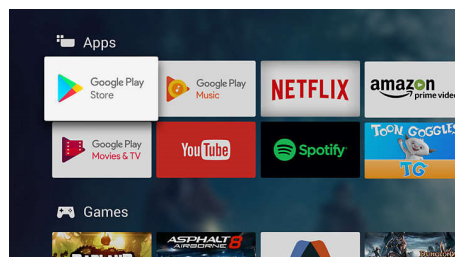 Apps
Google Play
Store
Google Play
Music
NETFLIX
amazon
prime video
Google Play
Movies & TV
YouTube
Spotify
TOON GOGGLES
TG
Games
BADLAND
ASPHALT 8
AIRBORNE